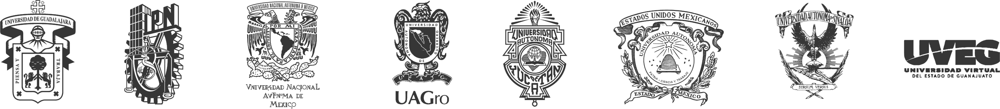 UNIVERSIDAD DE GUADALAJARA
PIENSA Y
TRABAJA
IPN
UNIVERSIDAD NACIONAL AUTONOMA D MEXICO
POR MI
RAZA HABLARA EL ESPIRITU
VNIVERSIDAD NACIONAL
AVTNOMA DE
MEXICO
UNIVERSIDAD
AUTONOMA
DE
GUERRERO
U A Gro
UAGro
UNIVERSIDAD
AUTONOMA
DE
YUCATAN
ESTADOS UNIDOS MEXICANOS
UNIVERSIDAD AUTONOMA
PATRIA • CIENCIA Y TRABAJO
ESTADO DE MEXICO
UNIVERSIDAD AUTONOMA DE SINALOA
SURSUM VERSUS
UVEG
UNIVERSIDAD VIRTUAL
DEL ESTADO DE GUANAJUATO